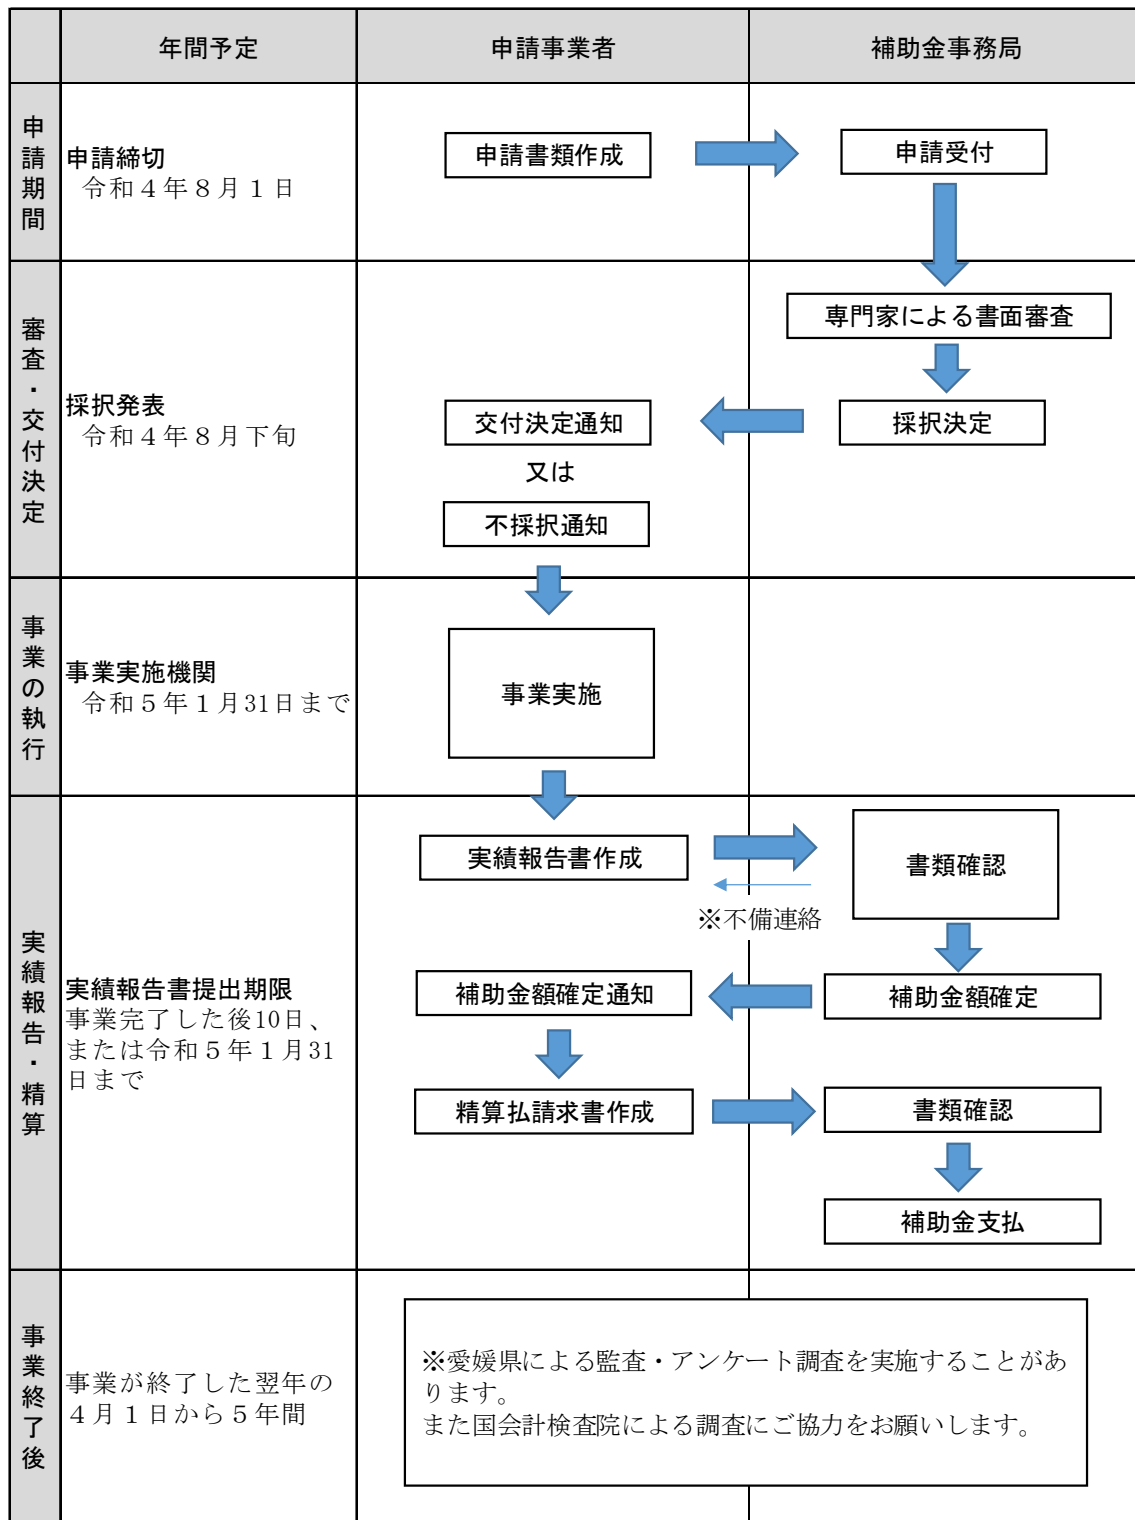 年間予定
申請事業者
補助金事務局
申請期間
申請締切
令和４年８月１日
申請書類作成
申請受付
審査・交付決定
採択発表
令和４年８月下旬
専門家による書面審査
採択決定
交付決定通知
又は
不採択通知
事業の執行
事業実施機関
令和５年１月31日まで
事業実施
実績報告・精算
実績報告書提出期限
事業完了した後10日、
または令和５年１月31
日まで
実績報告書作成
書類確認
※不備連絡
補助金額確定通知
補助金額確定
精算払請求書作成
書類確認
補助金支払
事業終了後
事業が終了した翌年の
４月１日から５年間
※愛媛県による監査・アンケート調査を実施することがあ
ります。
また国会計検査院による調査にご協力をお願いします。